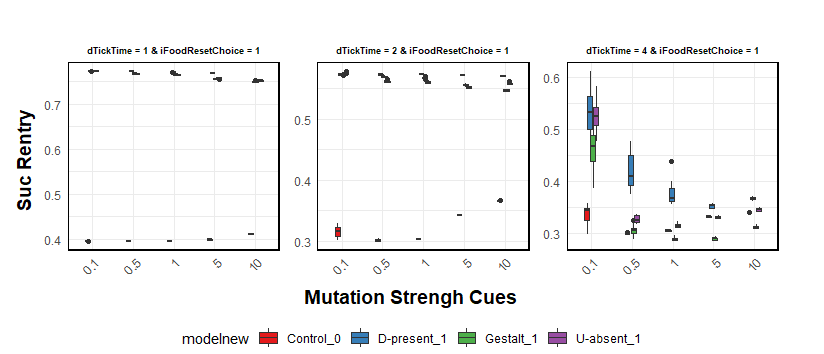 dTickTime = 1 & iFoodResetChoice = 1
dTickTime = 2 & iFoodResetChoice = 1
dTickTime = 4 & iFoodResetChoice = 1
Suc Rentry
0.7
0.6
0.5
0.4
0.5
0.4
0.3
0.6
0.5
0.4
0.3
0.1 0.5 1 5 10
0.1 0.5 1 5 10
0.1 0.5 1 5 10
Mutation Strengh Cues
modelnew Control_0 D-present_1 Gestalt_1 U-absent_1